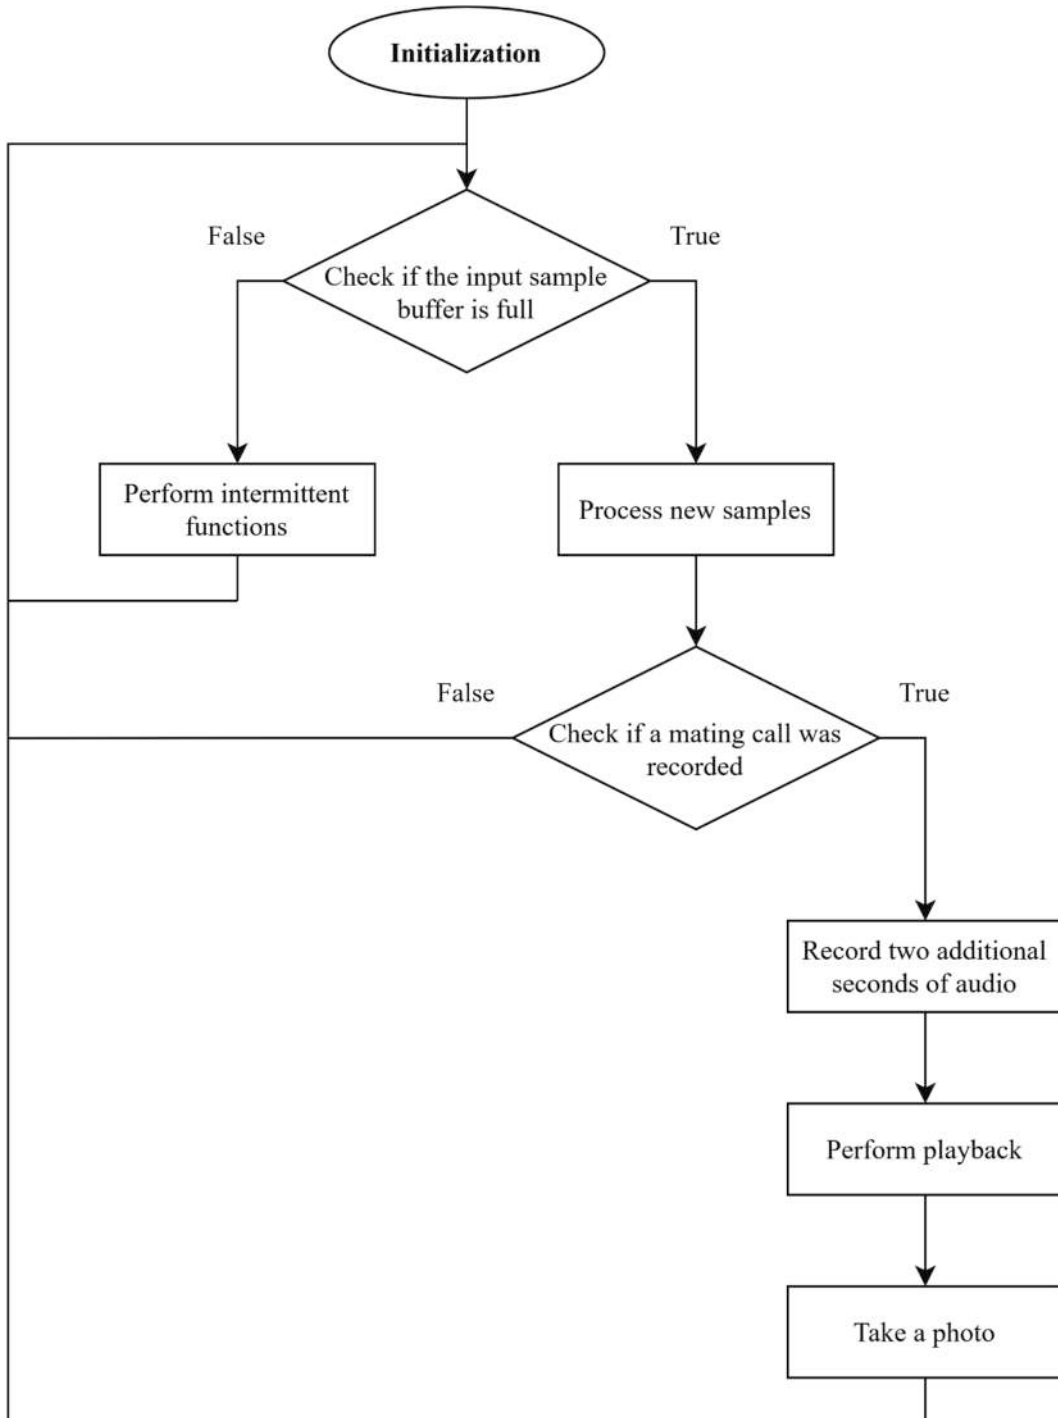 Initialization
False
True
Check if the input sample
buffer is full
Perform intermittent
functions
Process new samples
False
True
Check if a mating call was
recorded
Record two additional
seconds of audio
Perform playback
Take a photo